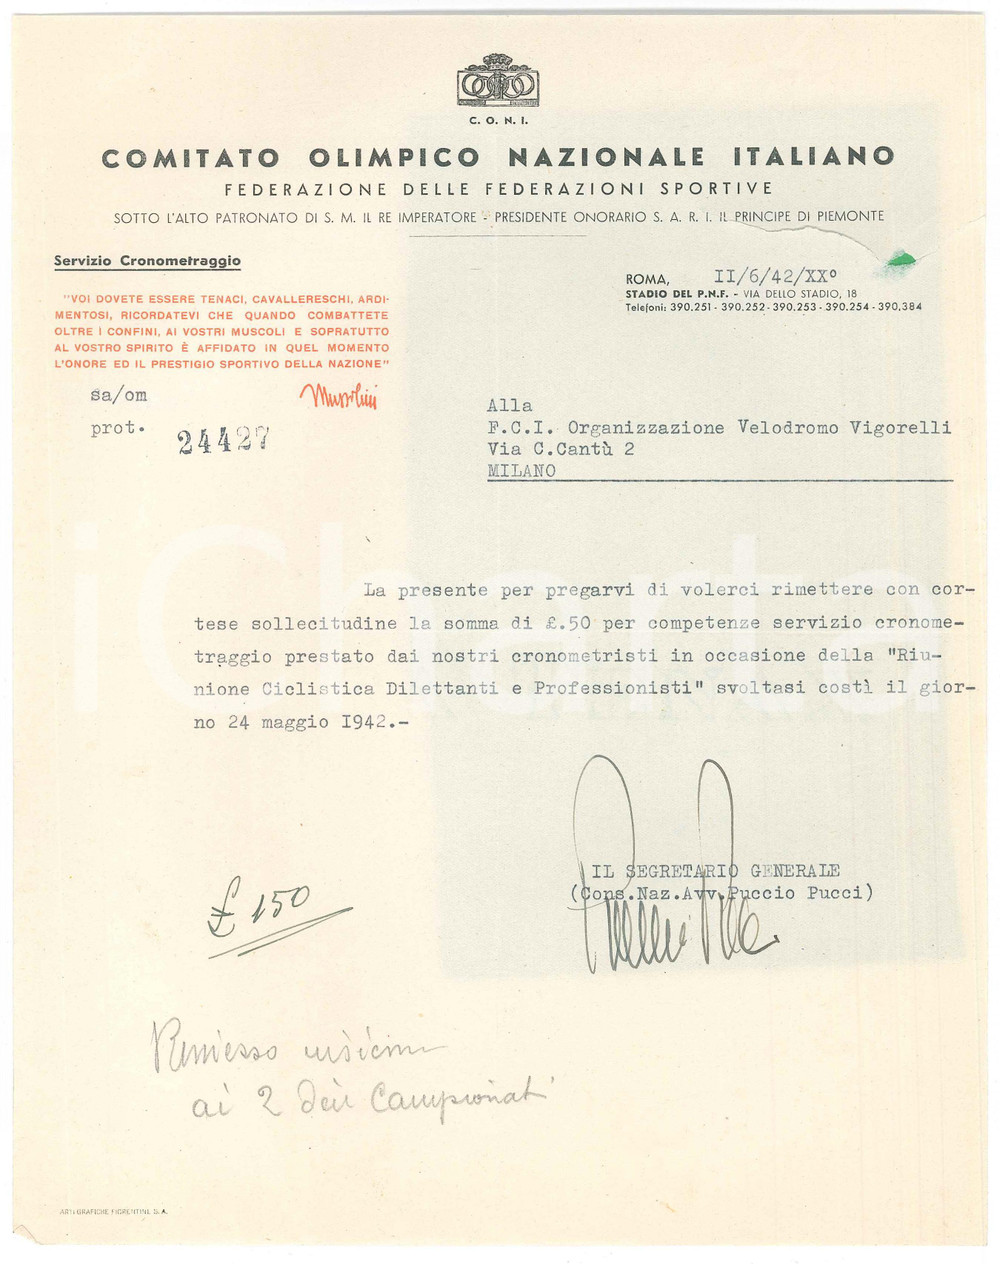 C. O. N. I.
COMITATO OLIMPICO NAZIONALE ITALIANO
FEDERAZIONE DELLE FEDERAZIONI SPORTIVE
SOTTO L'ALTO PATRONATO DI S. M. IL RE IMPERATORE - PRESIDENTE ONORARIO S. A. R. I. IL PRINCIPE DI PIEMONTE
Servizio Cronometraggio
"VOI DOVETE ESSERE TENACI, CAVALLERESCHI, ARDI-
MENTOSI, RICORDATEVI CHE QUANDO COMBATTETE
OLTRE I CONFINI, AI VOSTRI MUSCOLI E SOPRATUTTO
AL VOSTRO SPIRITO È AFFIDATO IN QUEL MOMENTO
L'ONORE ED IL PRESTIGIO SPORTIVO DELLA NAZIONE"
Mussolini
ROMA, II/6/42/XX°
STADIO DEL P.N.F. - VIA DELLO STADIO, 18
Telefoni: 390.251 - 390.252 - 390.253 - 390.254 - 390.384
sa/om
prot. 24427
Alla
F.C.I. Organizzazione Velodromo Vigorelli
Via C.Cantù 2
MILANO
La presente per pregarvi di volerci rimettere con cor-
tese sollecitudine la somma di £.50 per competenze servizio cronome-
traggio prestato dai nostri cronometristi in occasione della "Riu-
nione Ciclistica Dilettanti e Professionisti" svoltasi costì il gior-
no 24 maggio I942.-
IL SEGRETARIO GENERALE
(Cons.Naz.Avv.Puccio Pucci)
£ 150
Rimesso
ai 2 dei Campionati
ARTI GRAFICHE FIORENTINE S. A.
iCharta